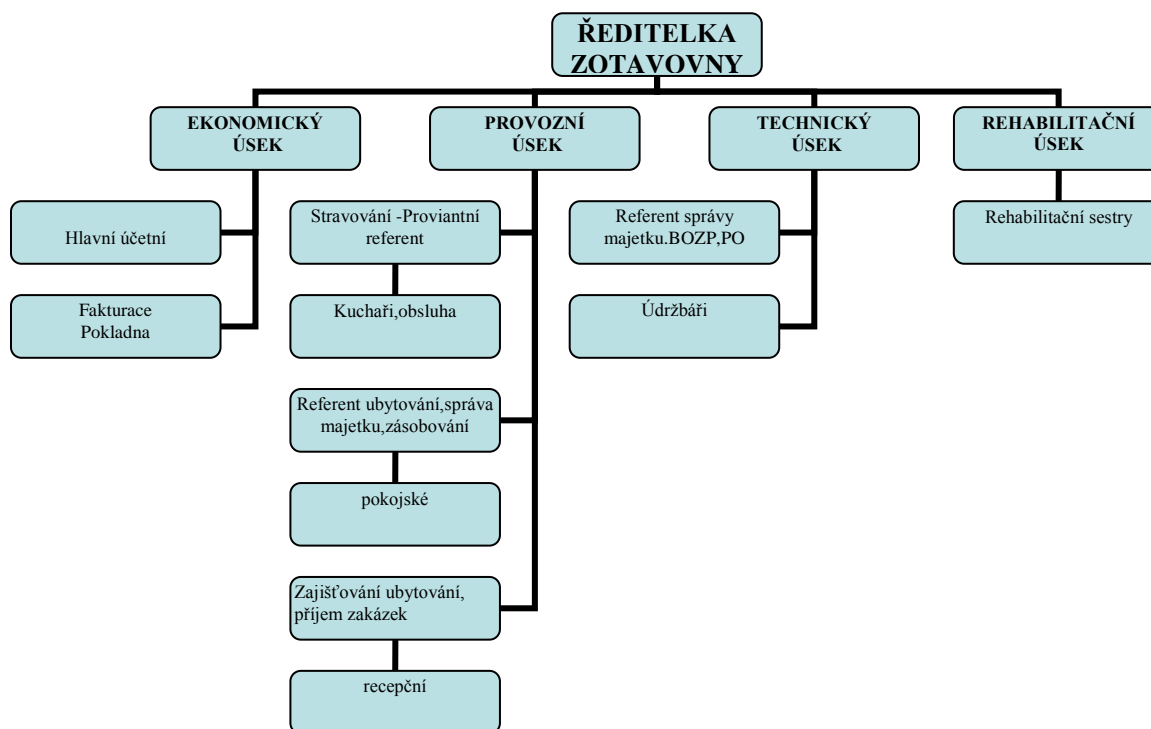 ŘEDITELKA
ZOTAVOVNY
EKONOMICKÝ
ÚSEK
PROVOZNÍ
ÚSEK
TECHNICKÝ
ÚSEK
REHABILITAČNÍ
ÚSEK
Hlavní účetní
Stravování -Proviantní
referent
Referent správy
majetku.BOZP,PO
Rehabilitační sestry
Fakturace
Pokladna
Kuchaři,obsluha
Údržbáři
Referent ubytování,správa
majetku,zásobování
pokojské
Zajišťování ubytování,
příjem zakázek
recepční